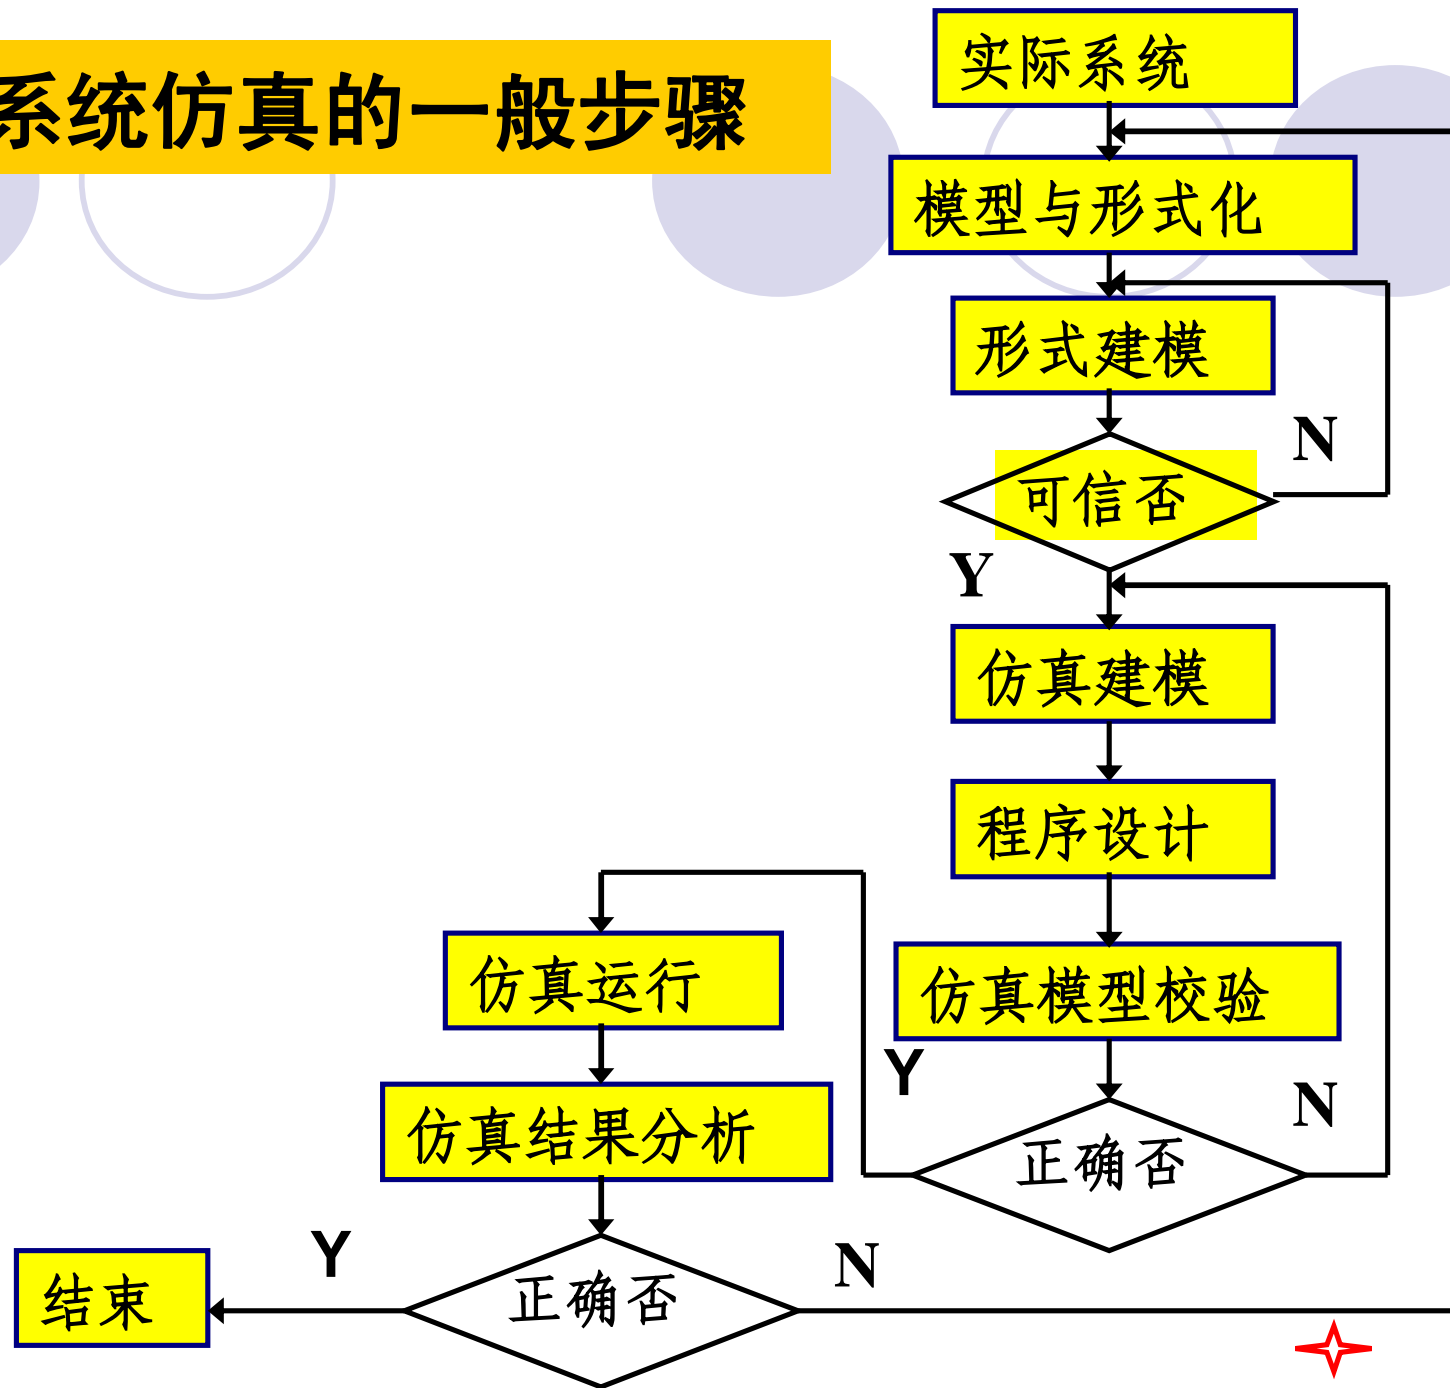 系统仿真的一般步骤
实际系统
模型与形式化
形式建模
N
可信否
Y
仿真建模
程序设计
仿真运行
仿真模型校验
Y
N
仿真结果分析
正确否
Y
N
结束
正确否